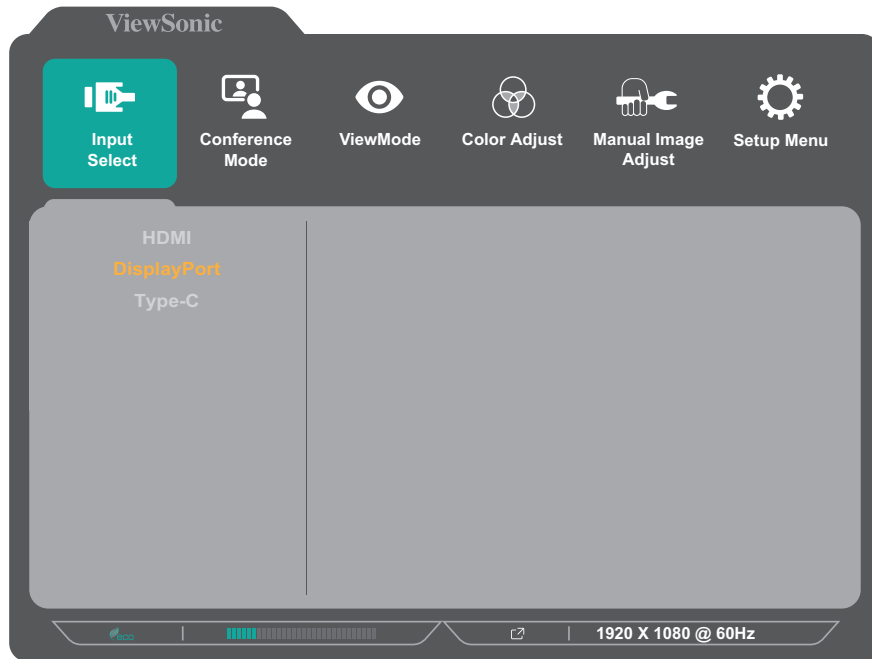 ViewSonic
Input
Select
Conference
Mode
ViewMode
Color Adjust
Manual Image
Adjust
Setup Menu
HDMI
DisplayPort
Type-C
eco
1920 X 1080 @ 60Hz